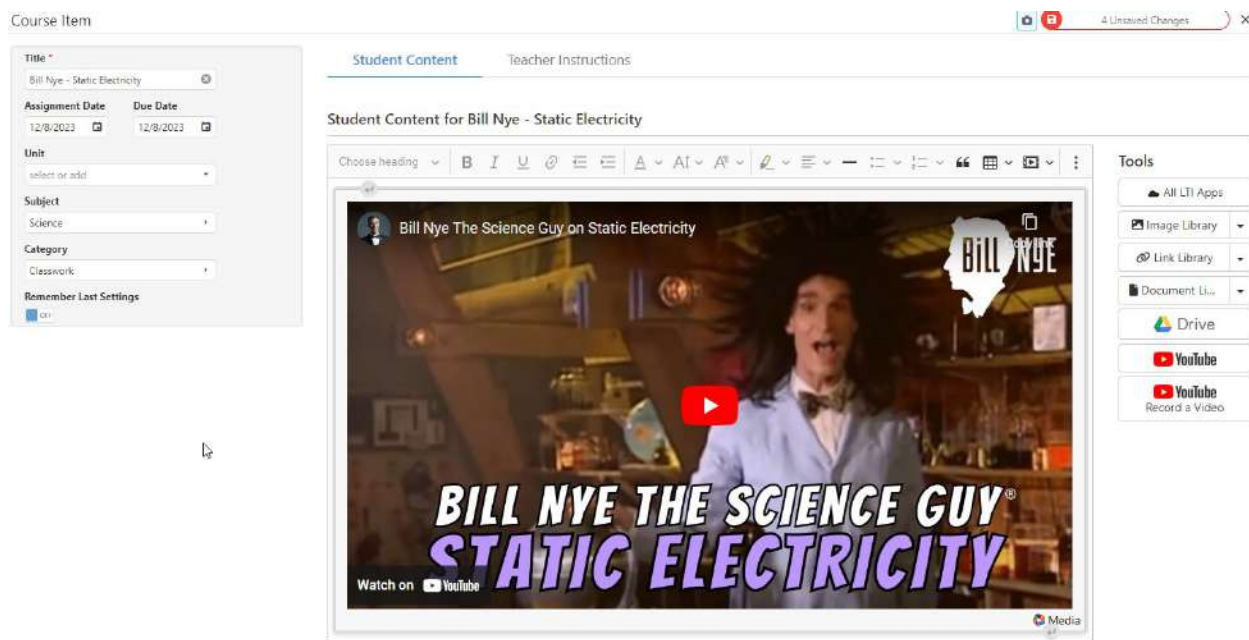 Course Item
4 Unsaved Changes
Title *
Bill Nye - Static Electricity
Assignment Date Due Date
12/8/2023 12/8/2023
Unit
select or add
Subject
Science
Category
Classwork
Remember Last Settings
Student Content Teacher Instructions
Student Content for Bill Nye - Static Electricity
Choose heading
Bill Nye The Science Guy on Static Electricity
Copy link
BILL NYE
BILL NYE THE SCIENCE GUY®
STATIC ELECTRICITY
Watch on YouTube
Media
Tools
All LTI Apps
Image Library
Link Library
Document Li...
Drive
YouTube
YouTube
Record a Video